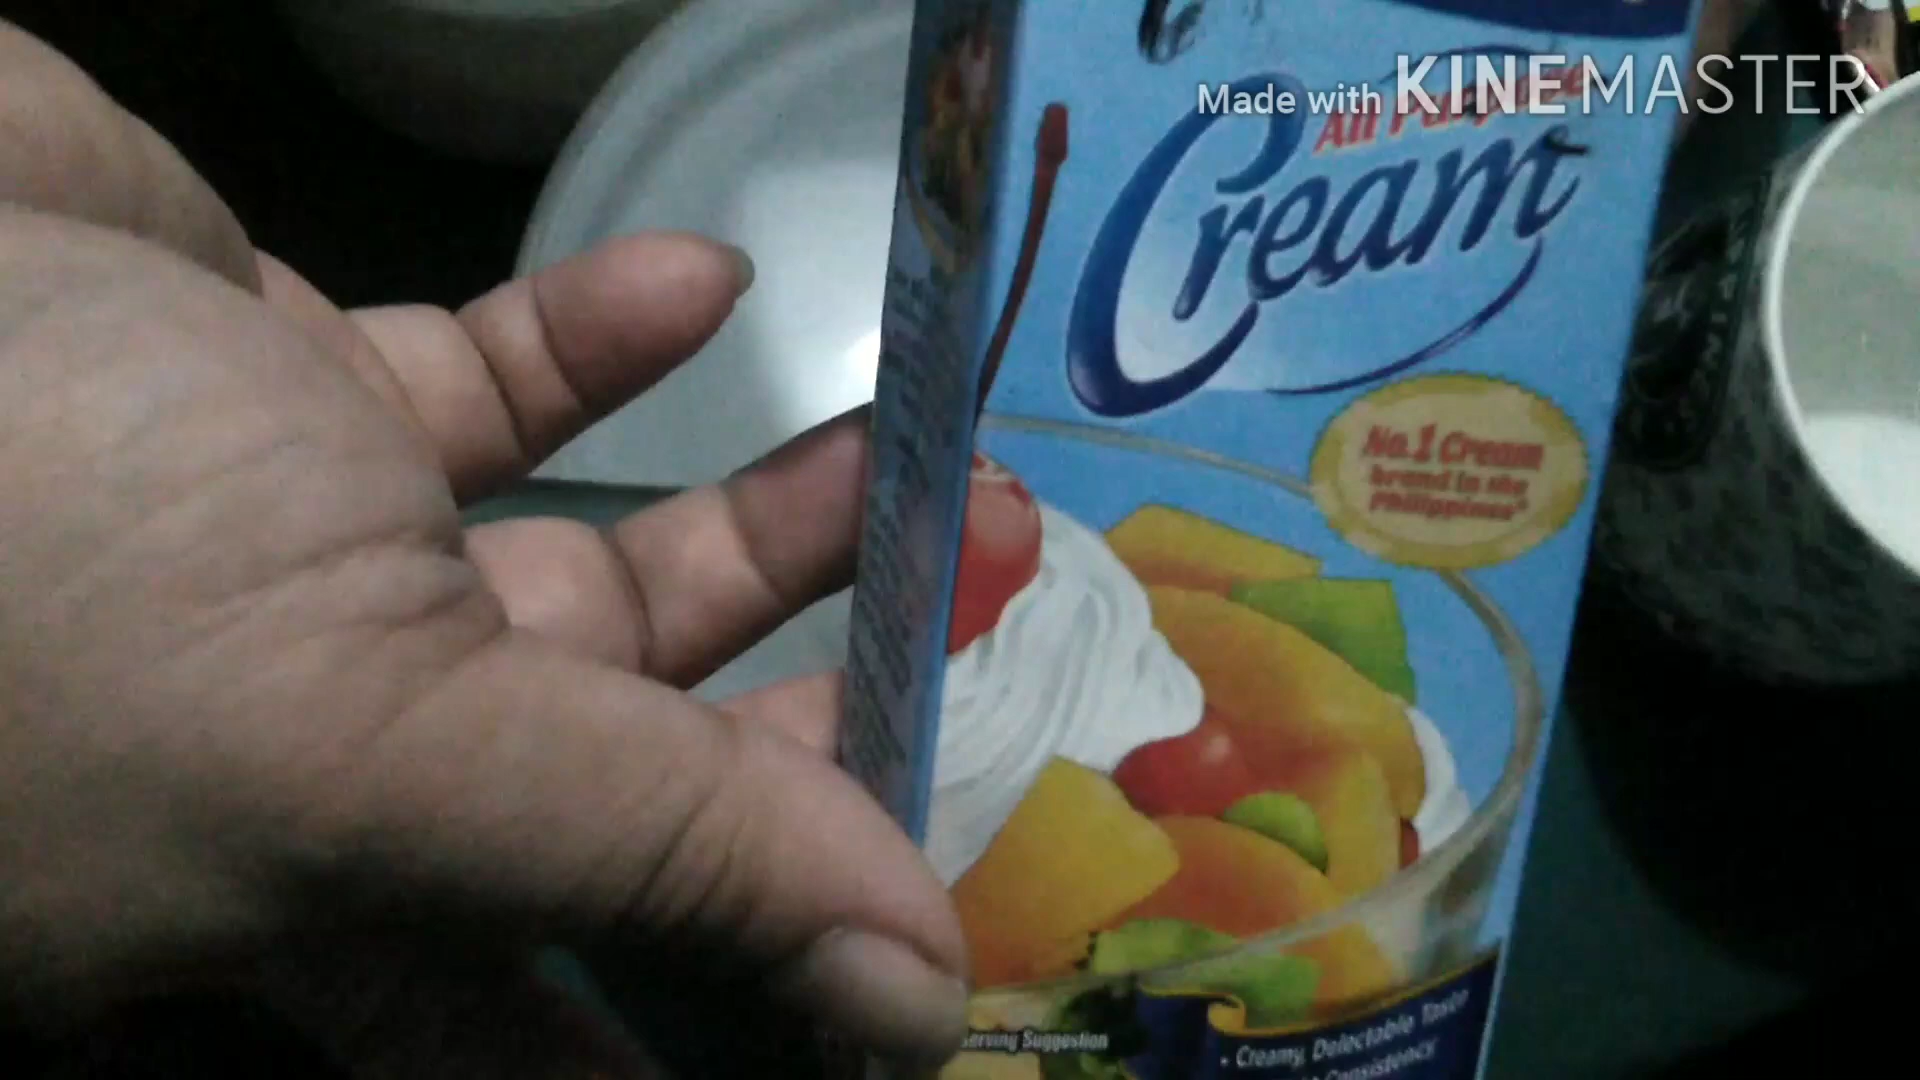 Made with KINEMASTER
All Purpose
Cream
No.1 Cream
brand in the
Philippines*
Serving Suggestion
• Creamy, Delectable Taste
Consistency